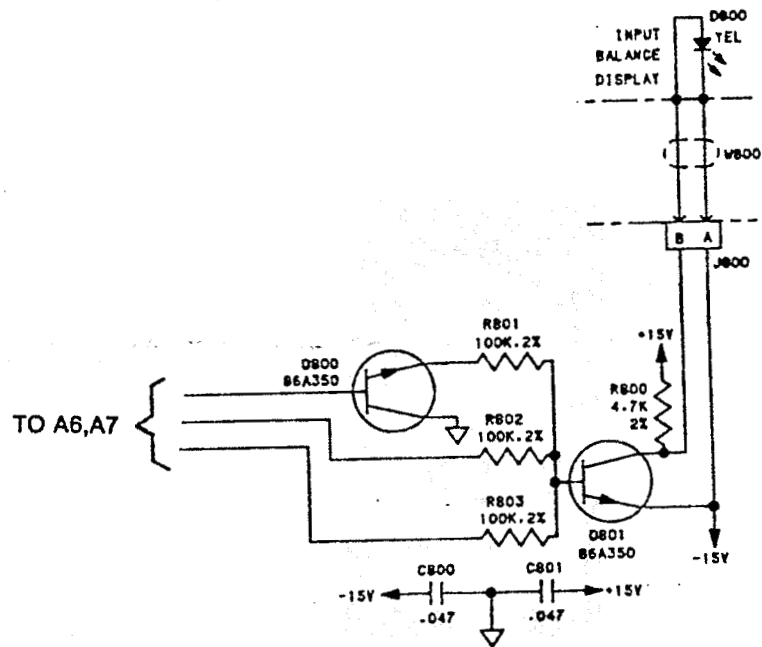 D800
INPUT YEL
BALANCE
DISPLAY
W800
B A
J800
R801
100K.2%
+15V
Q800
86A350
R800
4.7K
2%
TO A6,A7
R802
100K.2%
R803
100K.2%
Q801
86A350
-15V
C800
C801
-15V
+15V
.047
.047